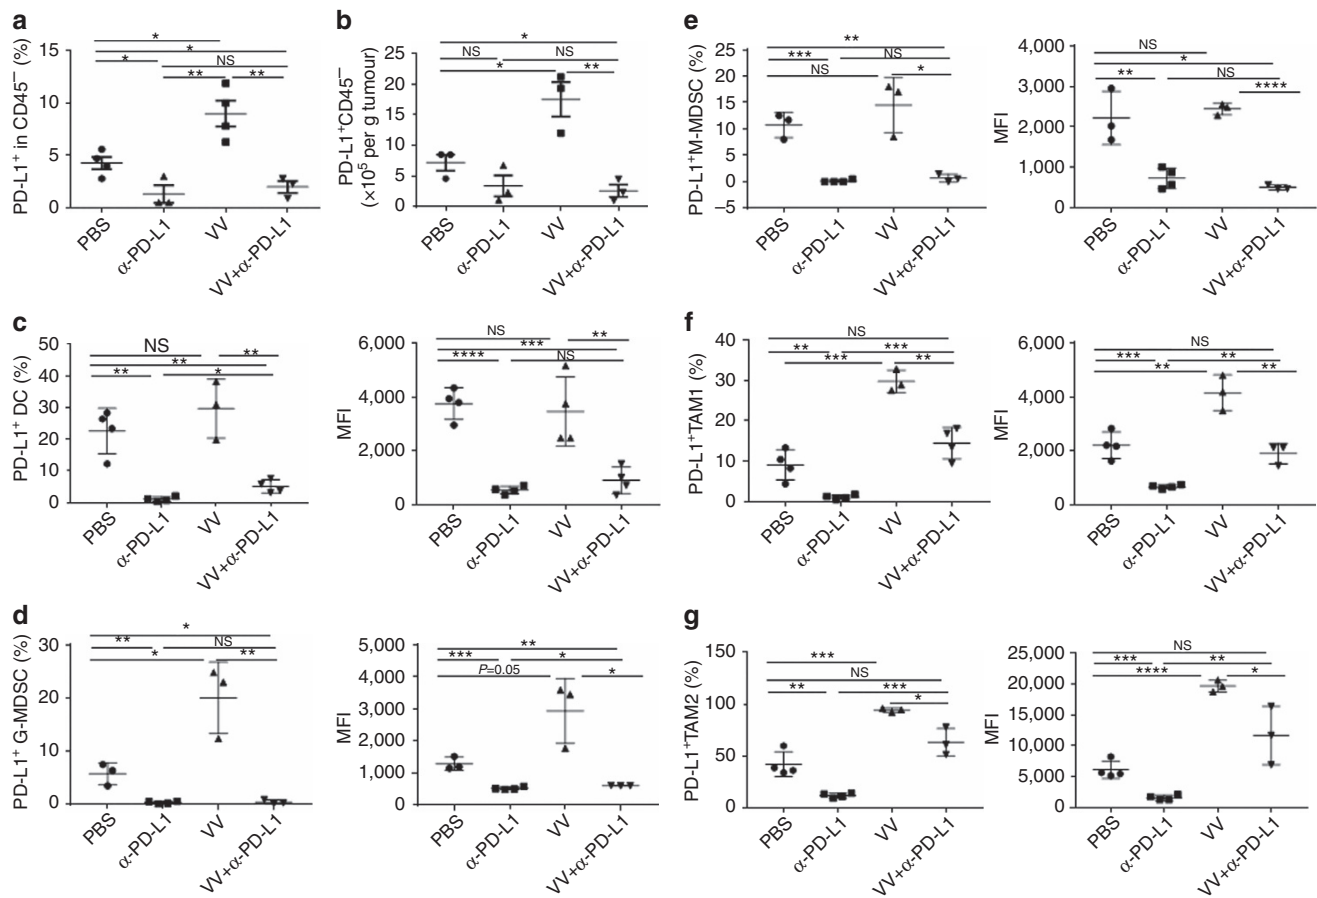 a
PD-L1⁺ in CD45⁻ (%)
15
10
5
0
*
*
*
NS
**
**
PBS
α-PD-L1
VV
VV+α-PD-L1
b
PD-L1⁺CD45⁻
(×10⁵ per g tumour)
25
20
15
10
5
0
*
NS
NS
*
**
PBS
α-PD-L1
VV
VV+α-PD-L1
e
PD-L1⁺M-MDSC (%)
25
20
15
10
5
0
–5
**
***
NS
NS
*
PBS
α-PD-L1
VV
VV+α-PD-L1
MFI
4,000
3,000
2,000
1,000
0
NS
*
**
NS
****
PBS
α-PD-L1
VV
VV+α-PD-L1
c
PD-L1⁺ DC (%)
50
40
30
20
10
0
NS
**
**
**
*
PBS
α-PD-L1
VV
VV+α-PD-L1
MFI
6,000
4,000
2,000
0
NS
**
***
****
NS
PBS
α-PD-L1
VV
VV+α-PD-L1
f
PD-L1⁺TAM1 (%)
40
30
20
10
0
NS
**
***
***
**
PBS
α-PD-L1
VV
VV+α-PD-L1
MFI
6,000
4,000
2,000
0
NS
***
**
**
**
PBS
α-PD-L1
VV
VV+α-PD-L1
d
PD-L1⁺ G-MDSC (%)
30
20
10
0
*
**
NS
*
**
PBS
α-PD-L1
VV
VV+α-PD-L1
MFI
5,000
4,000
3,000
2,000
1,000
0
**
***
*
P=0.05
*
PBS
α-PD-L1
VV
VV+α-PD-L1
g
PD-L1⁺TAM2 (%)
150
100
50
0
***
NS
**
***
*
PBS
α-PD-L1
VV
VV+α-PD-L1
MFI
25,000
20,000
15,000
10,000
5,000
0
NS
***
**
****
*
PBS
α-PD-L1
VV
VV+α-PD-L1